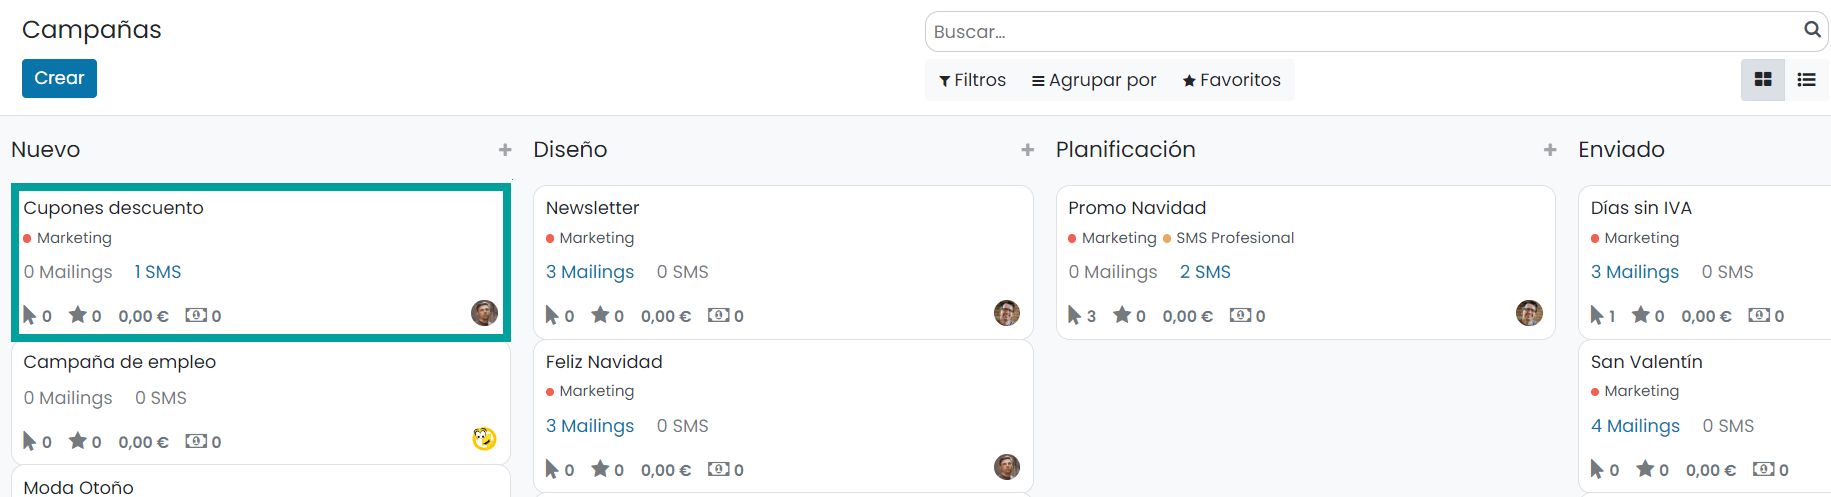 Campañas
Buscar...
Crear
Filtros Agrupar por Favoritos
Nuevo +
Cupones descuento
Marketing
0 Mailings 1 SMS
0 0 0,00 € 0
Campaña de empleo
0 Mailings 0 SMS
0 0 0,00 € 0
Moda Otoño
Diseño +
Newsletter
Marketing
3 Mailings 0 SMS
0 0 0,00 € 0
Feliz Navidad
Marketing
3 Mailings 0 SMS
0 0 0,00 € 0
Planificación +
Promo Navidad
Marketing SMS Profesional
0 Mailings 2 SMS
3 0 0,00 € 0
Enviado
Días sin IVA
Marketing
3 Mailings 0 SMS
1 0 0,00 € 0
San Valentín
Marketing
4 Mailings 0 SMS
0 0 0,00 € 0